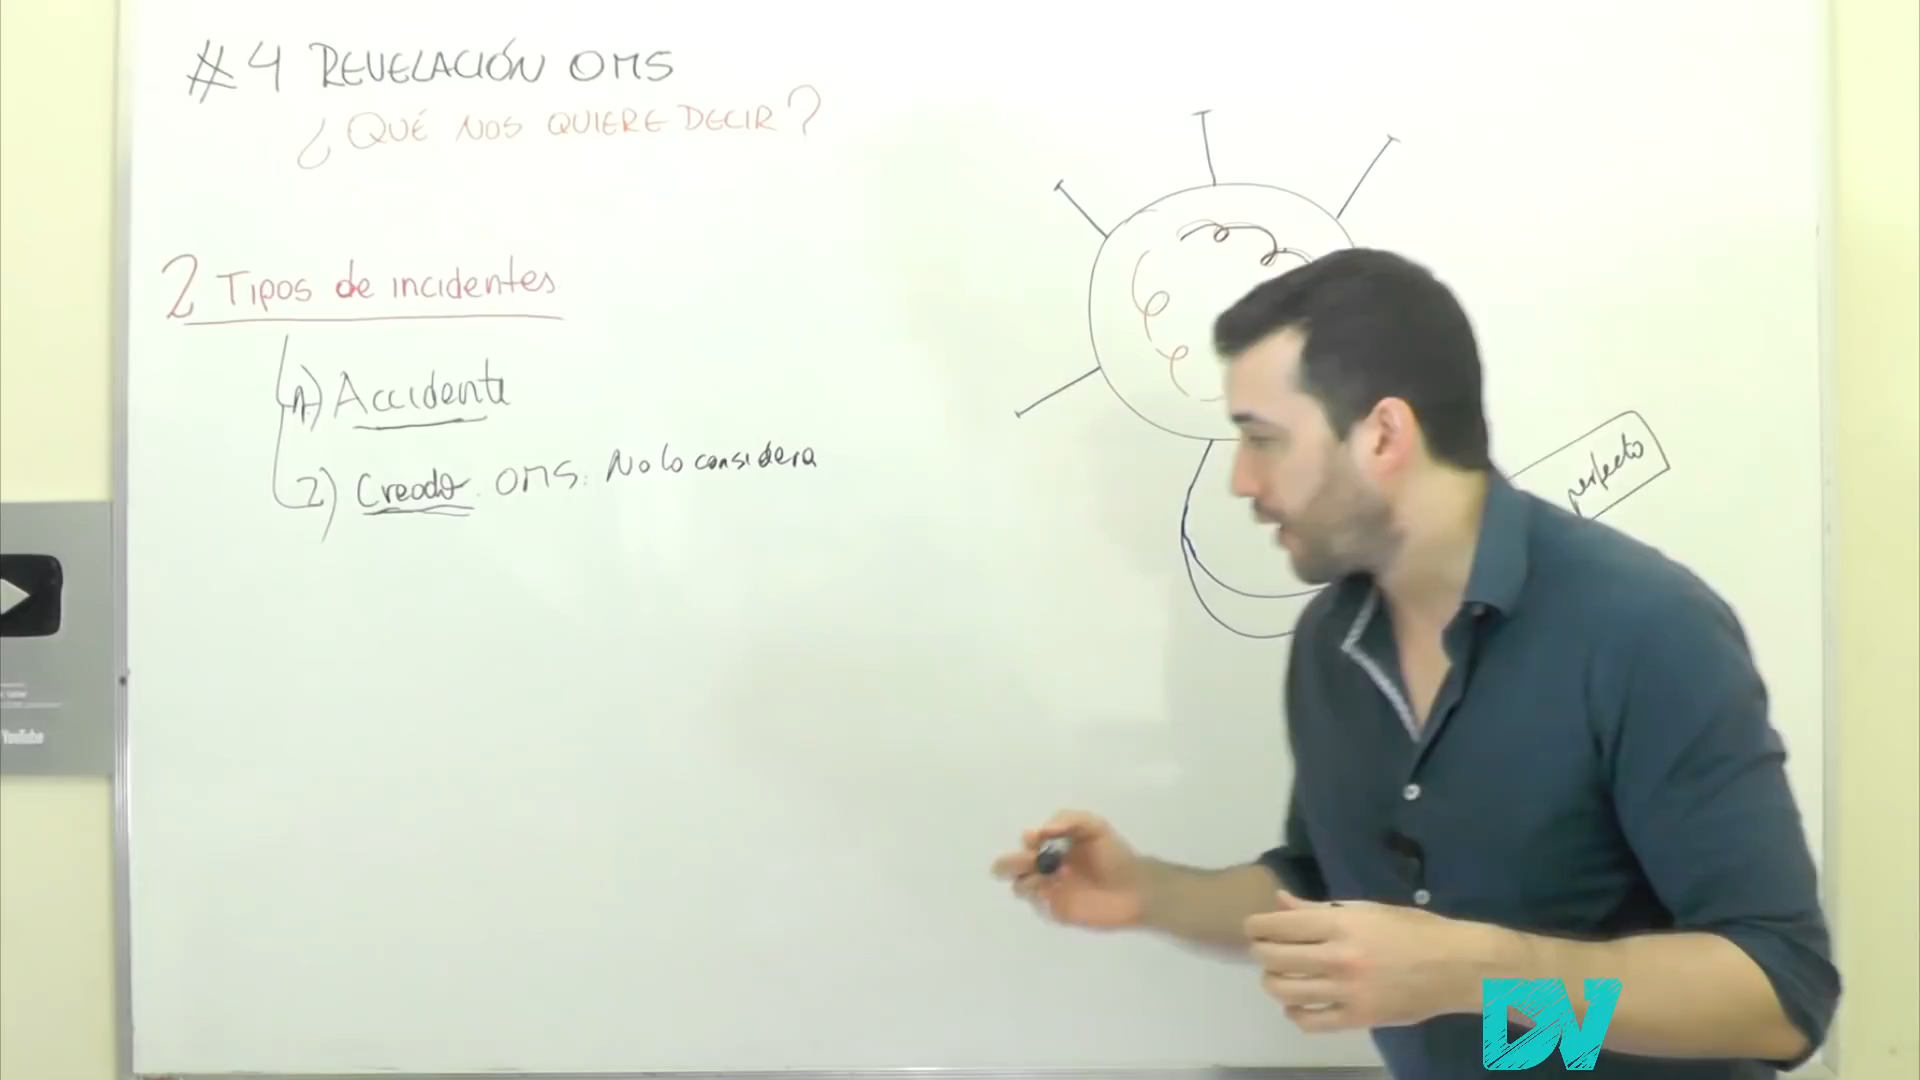 #4 REVELACIÓN OMS
¿QUÉ NOS QUIERE DECIR?
2 Tipos de incidentes
1) Accidente
2) Creado. OMS: No lo considera
perfecto
YouTube
DV